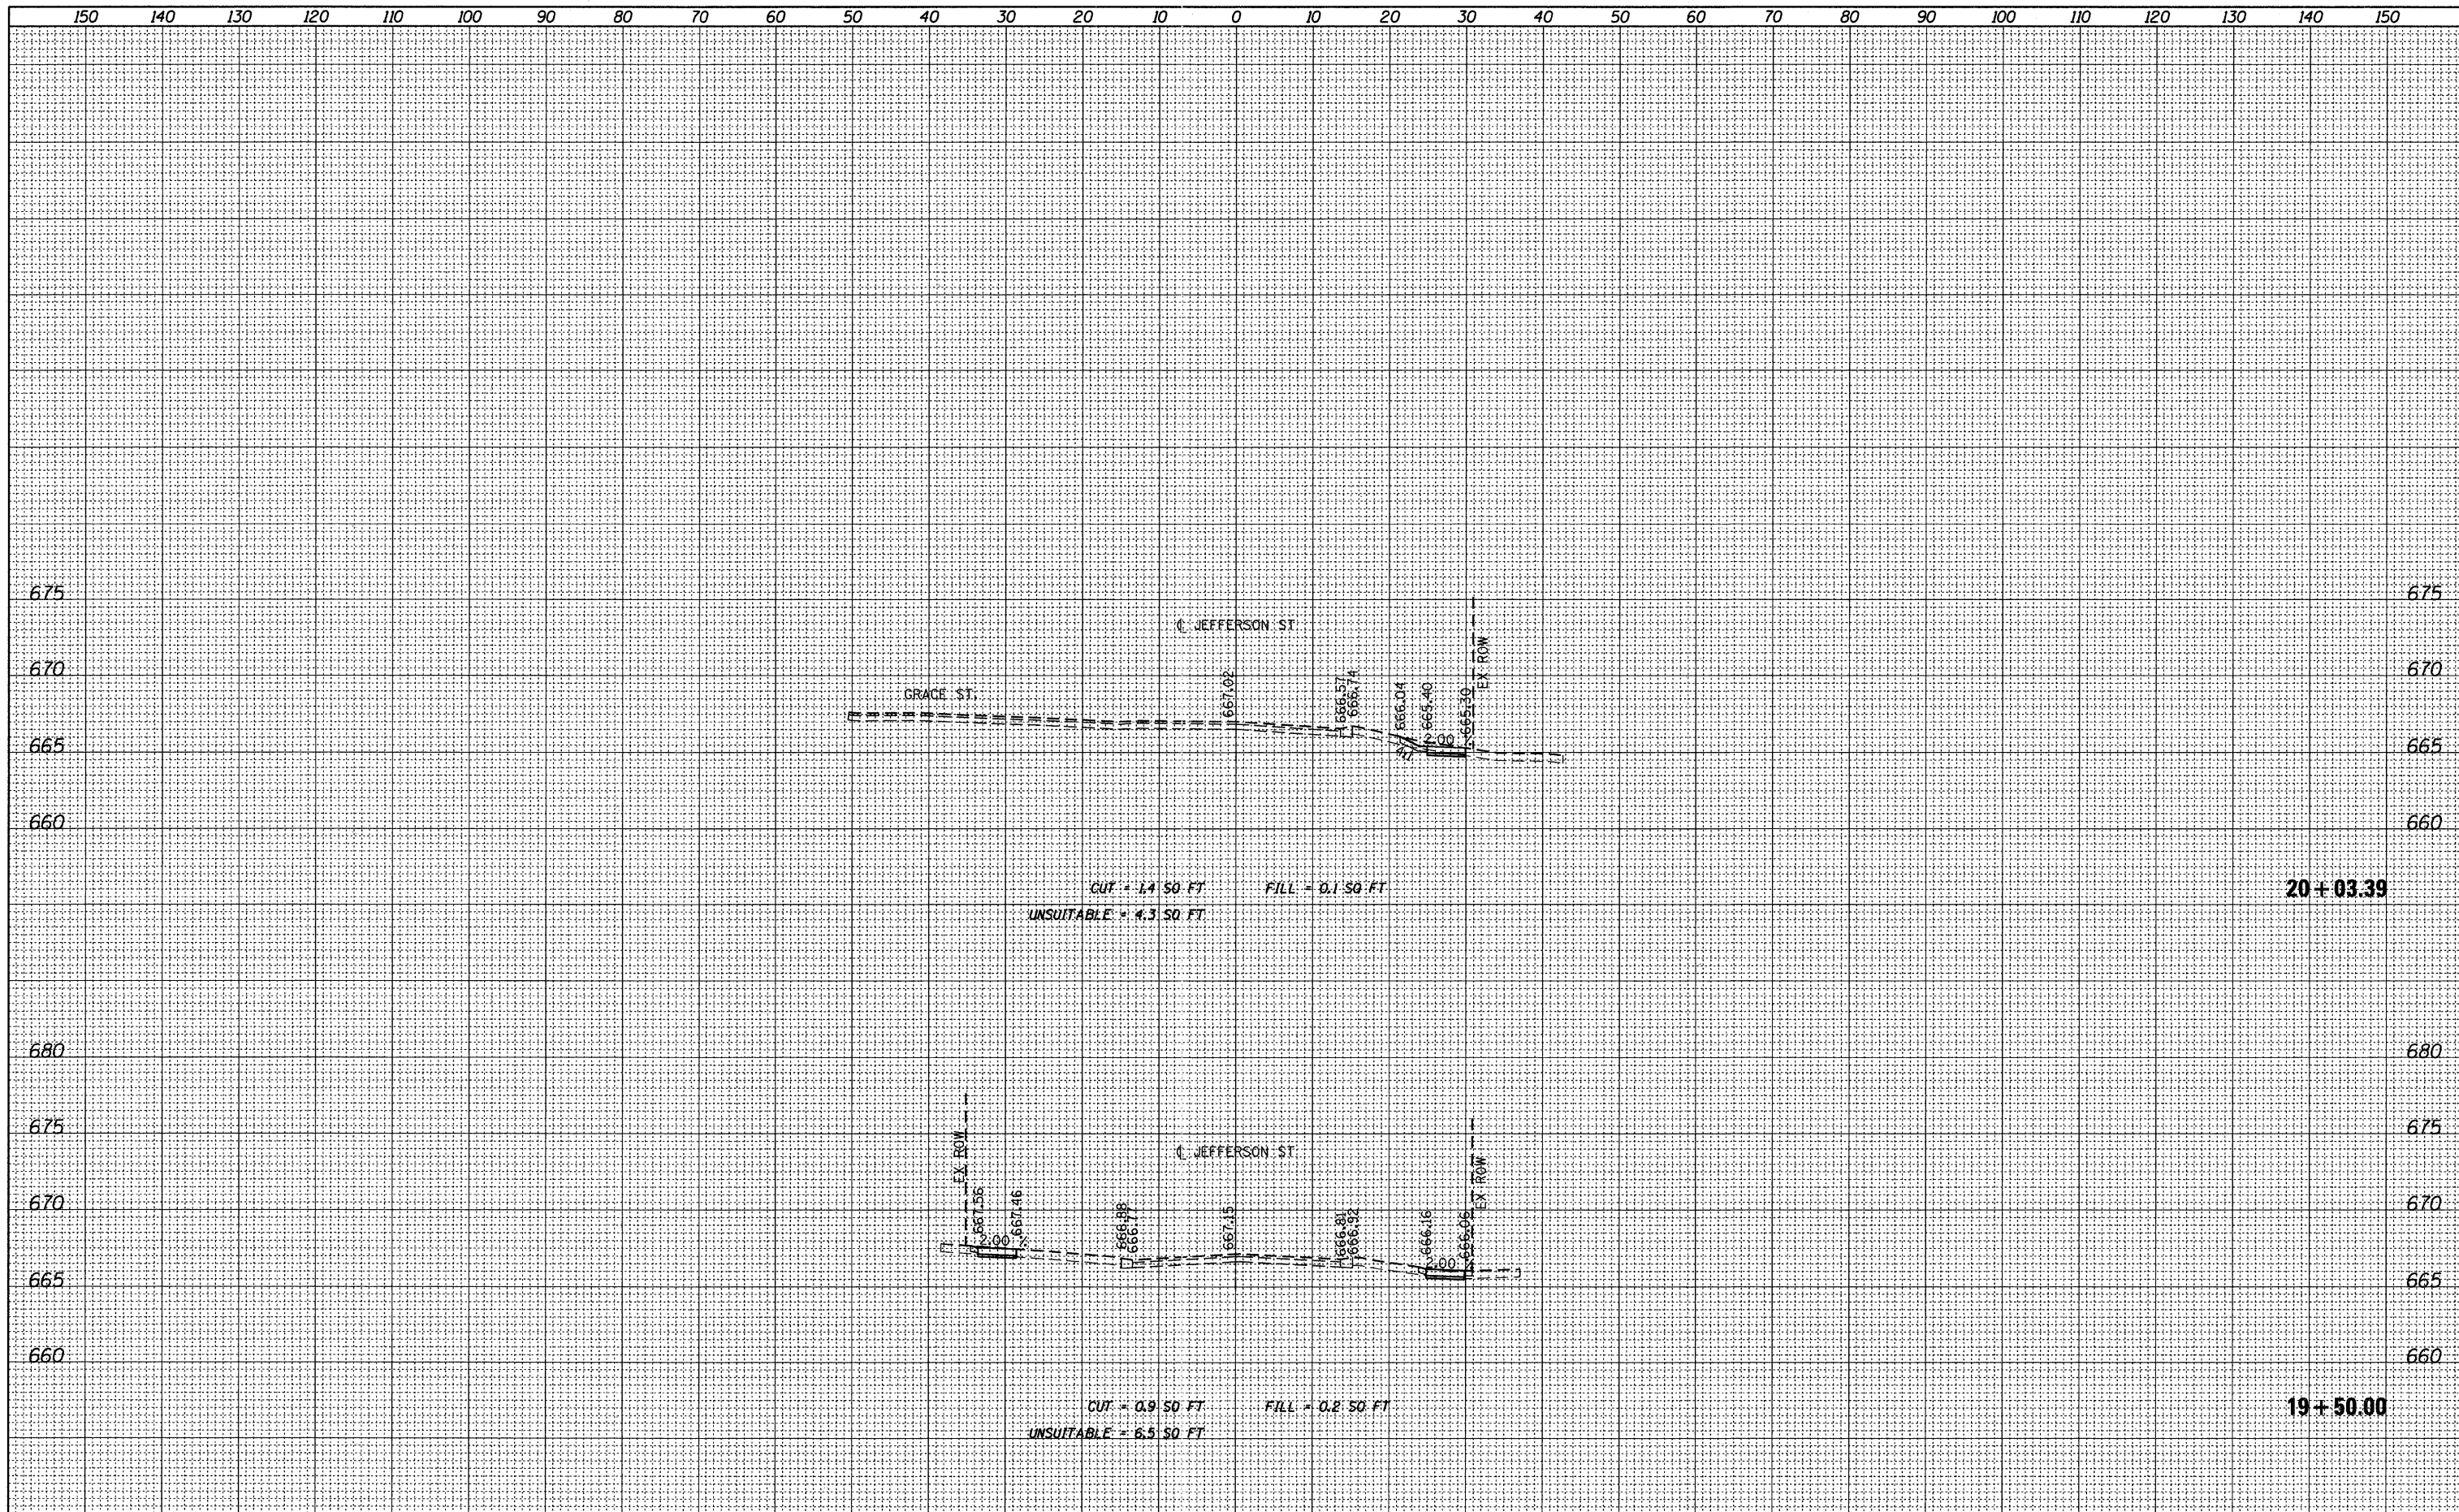 150 140 130 120 110 100 90 80 70 60 50 40 30 20 10 0 10 20 30 40 50 60 70 80 90 100 110 120 130 140 150
675 675
℄ JEFFERSON ST
EX ROW
670 670
GRACE ST.
667.02
666.57
666.74
666.04
665.40
665.30
2.00
665 665
660 660
CUT = 1.4 SQ FT FILL = 0.1 SQ FT
20+03.39
UNSUITABLE = 4.3 SQ FT
680 680
675 675
EX ROW
℄ JEFFERSON ST
EX ROW
670 670
667.56
667.46
666.88
666.77
667.15
666.81
666.92
666.16
666.06
2.00 %
2.00
665 665
660 660
CUT = 0.9 SQ FT FILL = 0.2 SQ FT
19+50.00
UNSUITABLE = 6.5 SQ FT